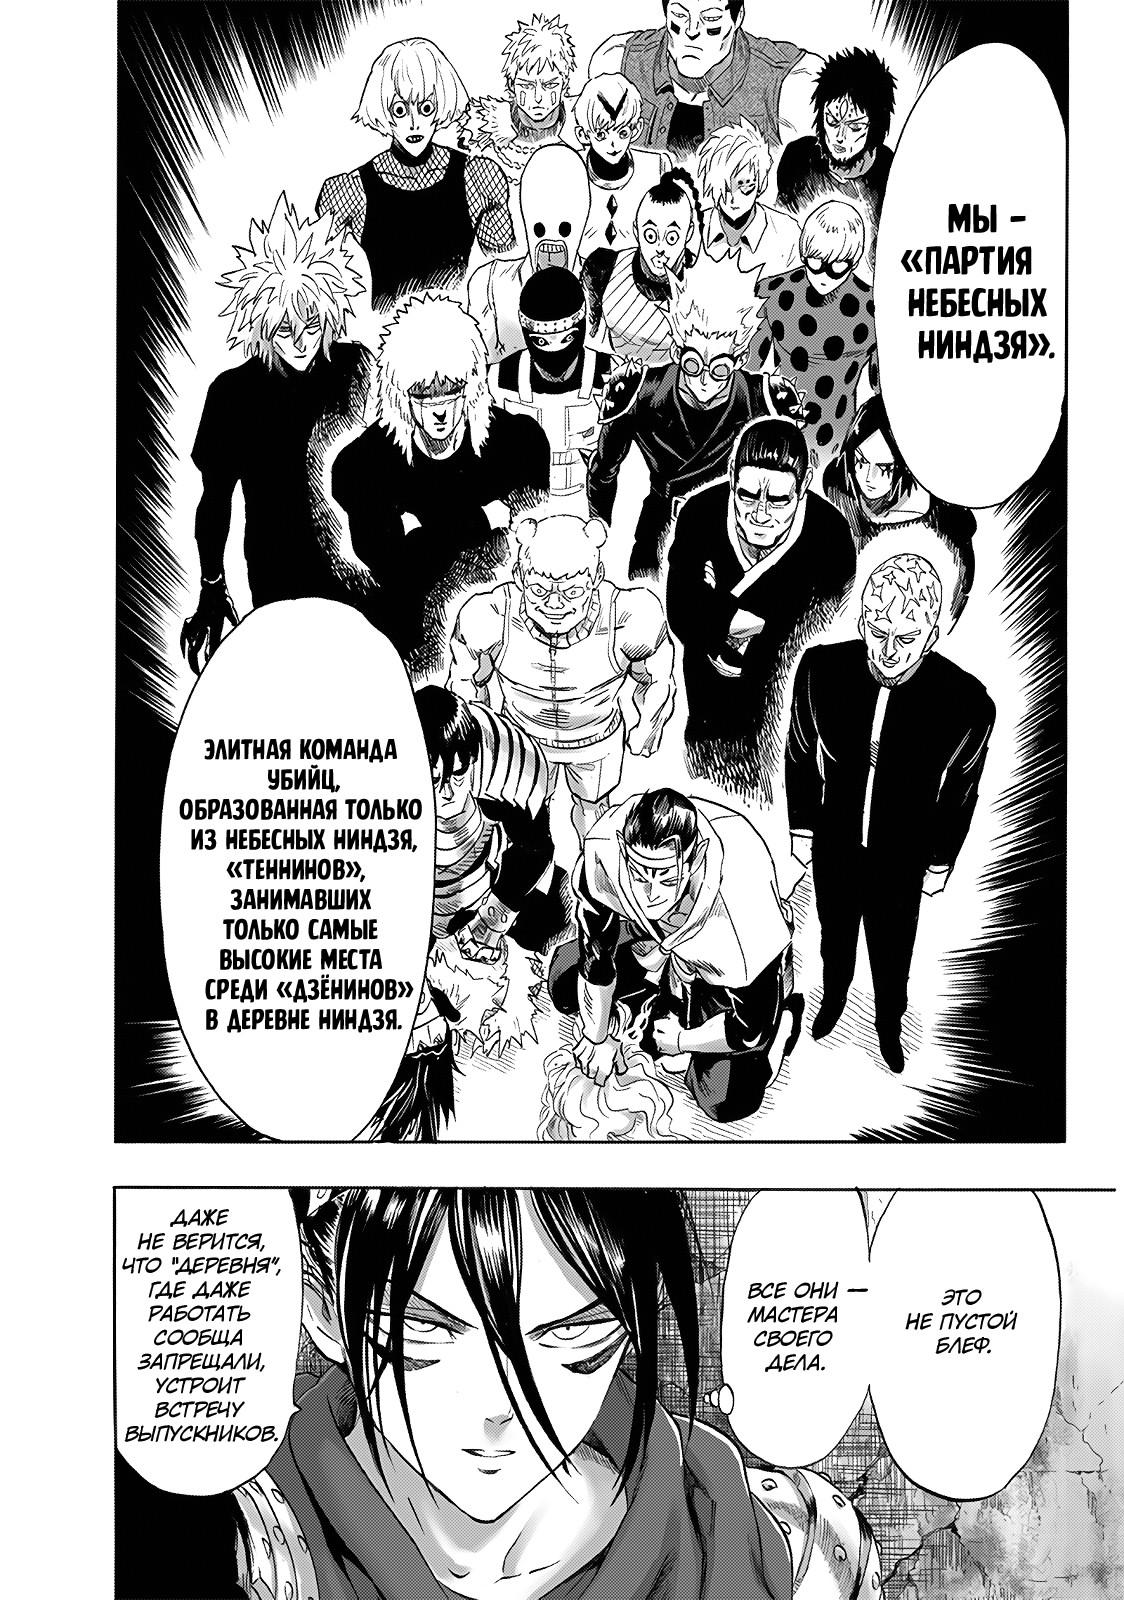 МЫ –
«ПАРТИЯ
НЕБЕСНЫХ
НИНДЗЯ».
ЭЛИТНАЯ КОМАНДА
УБИЙЦ,
ОБРАЗОВАННАЯ ТОЛЬКО
ИЗ НЕБЕСНЫХ НИНДЗЯ,
«ТЕННИНОВ»,
ЗАНИМАВШИХ
ТОЛЬКО САМЫЕ
ВЫСОКИЕ МЕСТА
СРЕДИ «ДЗЁНИНОВ»
В ДЕРЕВНЕ НИНДЗЯ.
ЭТО
НЕ ПУСТОЙ
БЛЕФ.
ВСЕ ОНИ —
МАСТЕРА
СВОЕГО
ДЕЛА.
ДАЖЕ
НЕ ВЕРИТСЯ,
ЧТО "ДЕРЕВНЯ",
ГДЕ ДАЖЕ
РАБОТАТЬ
СООБЩА
ЗАПРЕЩАЛИ,
УСТРОИТ
ВСТРЕЧУ
ВЫПУСКНИКОВ.